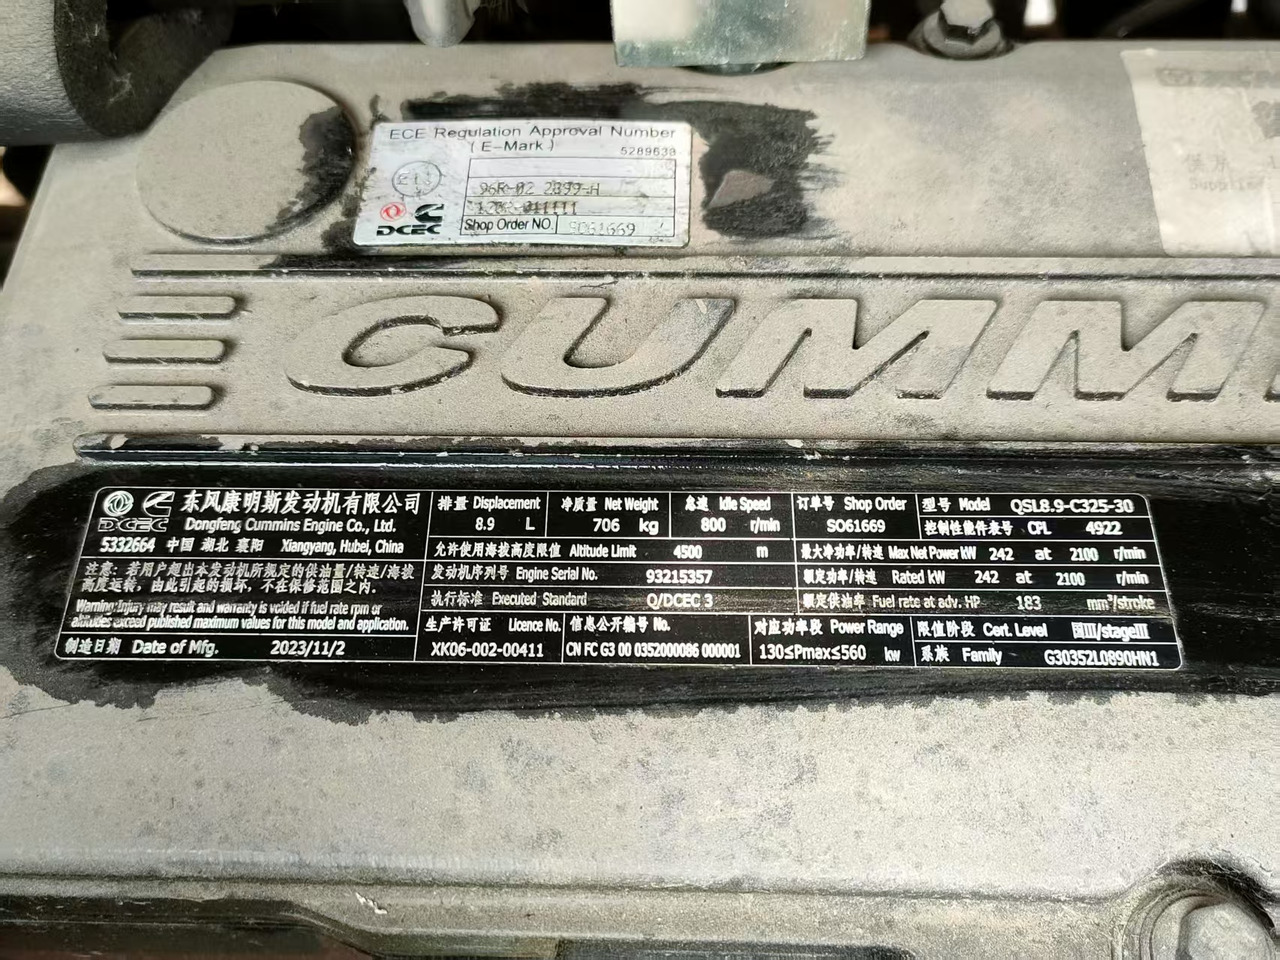 ECE Regulation Approval Number
( E-Mark )
5289638
96R-02 2899-H
DCEC
Shop Order NO
SO61669
CUMM
DCEC
东风康明斯发动机有限公司
Dongfeng Cummins Engine Co., Ltd.
5332664 中国 湖北 襄阳 Xiangyang, Hubei, China
注意：若用户超出本发动机所规定的供油量/转速/海拔
高度运转，由此引起的损坏，不在保修范围之内。
Warning:Injury may result and warranty is voided if fuel rate rpm or
altitudes exceed published maximum values for this model and application.
制造日期 Date of Mfg. 2023/11/2
排量 Displacement
8.9 L
净质量 Net Weight
706 kg
怠速 Idle Speed
800 r/min
订单号 Shop Order
SO61669
型号 Model QSL8.9-C325-30
控制性能件表号 CPL 4922
允许使用海拔高度限值 Altitude Limit 4500 m
最大净功率/转速 Max Net Power kW 242 at 2100 r/min
发动机序列号 Engine Serial No. 93215357
额定功率/转速 Rated kW 242 at 2100 r/min
执行标准 Executed Standard Q/DCEC 3
额定供油率 Fuel rate at adv. HP 183 mm³/stroke
生产许可证 Licence No.
XK06-002-00411
信息公开编号 No.
CN FC G3 00 0352000086 000001
对应功率段 Power Range
130≤Pmax≤560 kw
限值阶段 Cert. Level 国III/stageIII
系族 Family G30352L0890HN1